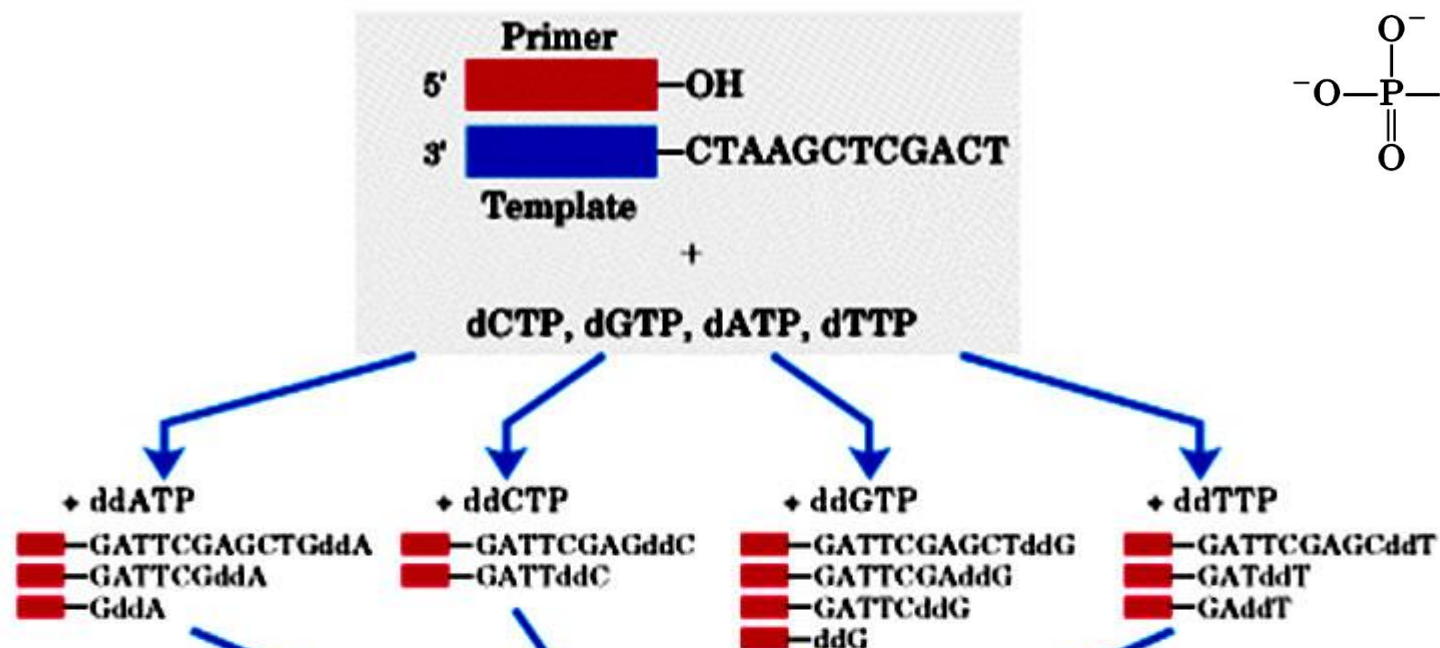 Primer
5' —OH
3' —CTAAGCTCGACT
Template
+
dCTP, dGTP, dATP, dTTP
O⁻
⁻O—P—
O
+ ddATP
GATTCGAGCTGddA
GATTCGddA
GddA
+ ddCTP
GATTCGAGddC
GATTddC
+ ddGTP
GATTCGAGCTddG
GATTCGAddG
GATTCddG
ddG
+ ddTTP
GATTCGAGCddT
GATddT
GAddT